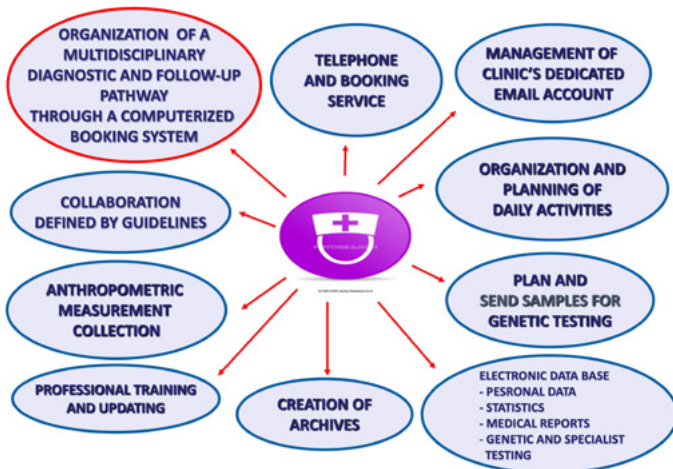 ORGANIZATION OF A
MULTIDISCIPLINARY
DIAGNOSTIC AND FOLLOW-UP
PATHWAY
THROUGH A COMPUTERIZED
BOOKING SYSTEM
TELEPHONE
AND BOOKING
SERVICE
MANAGEMENT OF
CLINIC'S DEDICATED
EMAIL ACCOUNT
COLLABORATION
DEFINED BY GUIDELINES
ORGANIZATION AND
PLANNING OF
DAILY ACTIVITIES
ANTHROPOMETRIC
MEASUREMENT
COLLECTION
PLAN AND
SEND SAMPLES FOR
GENETIC TESTING
PROFESSIONAL TRAINING
AND UPDATING
CREATION OF
ARCHIVES
ELECTRONIC DATA BASE
- PESRONAL DATA
- STATISTICS
- MEDICAL REPORTS
- GENETIC AND SPECIALIST
TESTING